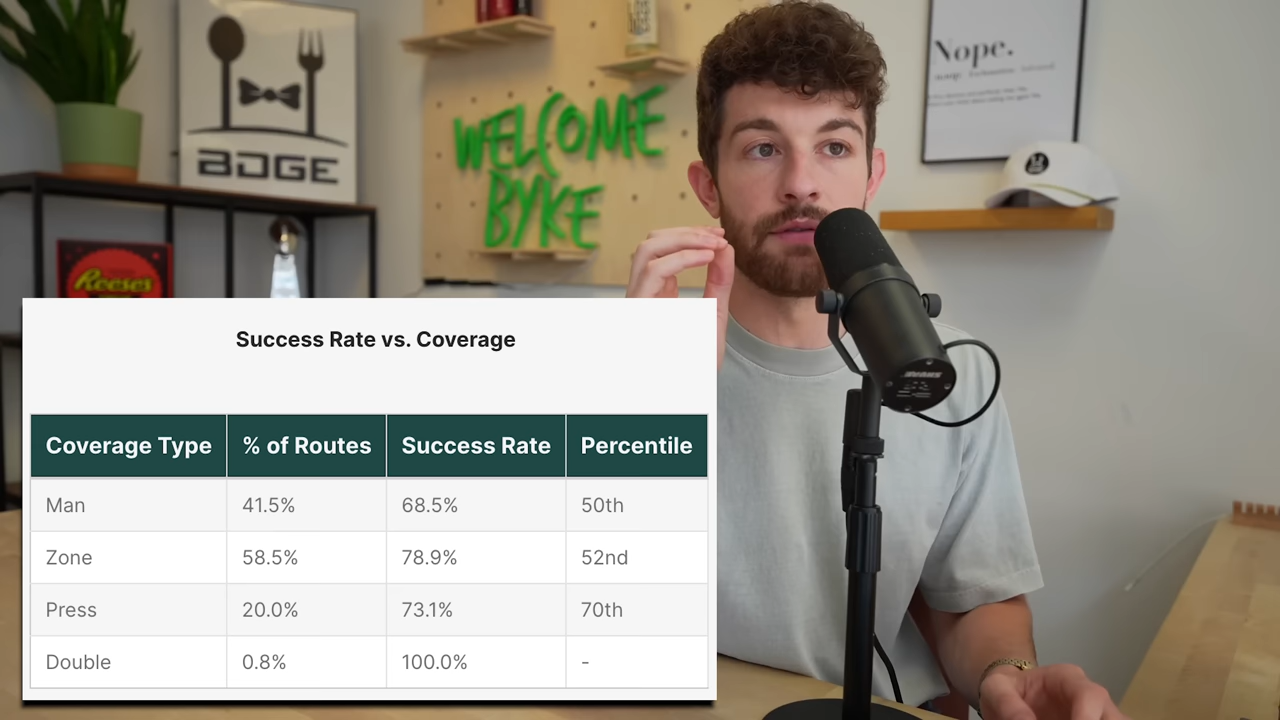 BDGE
WELCOME
BYKE
Nope.
Reese's
Success Rate vs. Coverage
Coverage Type % of Routes Success Rate Percentile
Man 41.5% 68.5% 50th
Zone 58.5% 78.9% 52nd
Press 20.0% 73.1% 70th
Double 0.8% 100.0% -